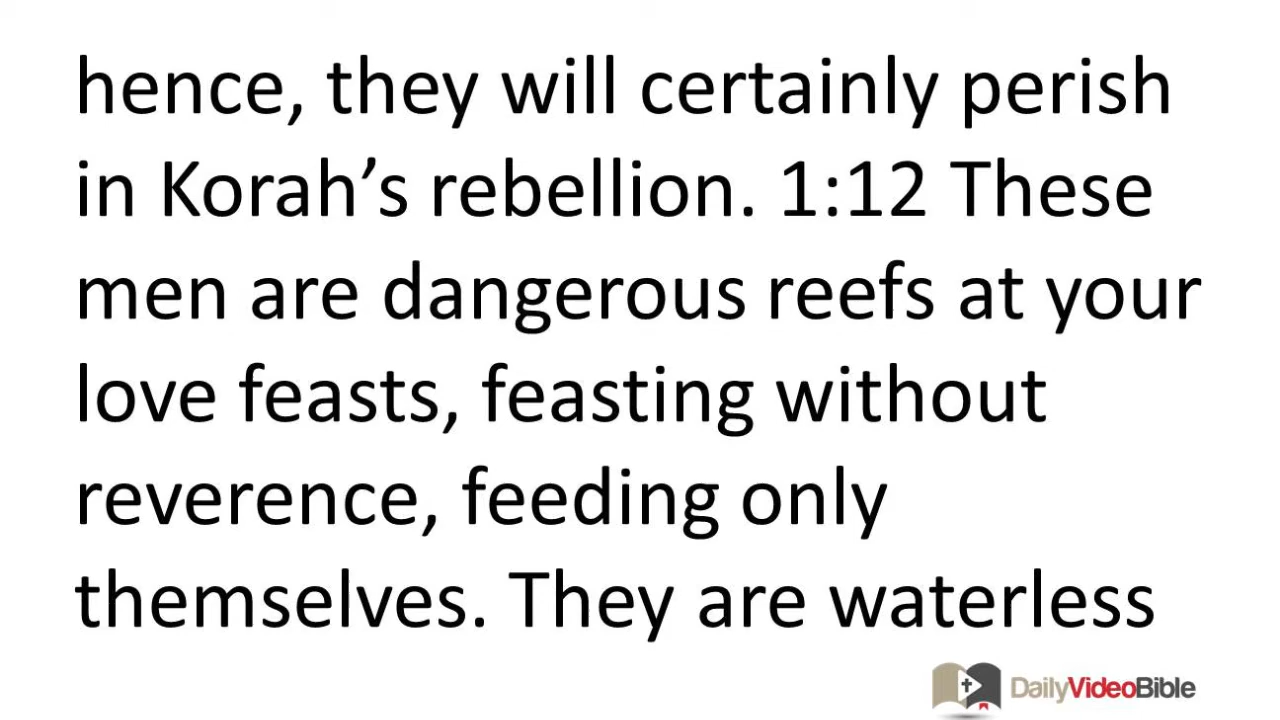 hence, they will certainly perish
in Korah’s rebellion. 1:12 These
men are dangerous reefs at your
love feasts, feasting without
reverence, feeding only
themselves. They are waterless
DailyVideoBible